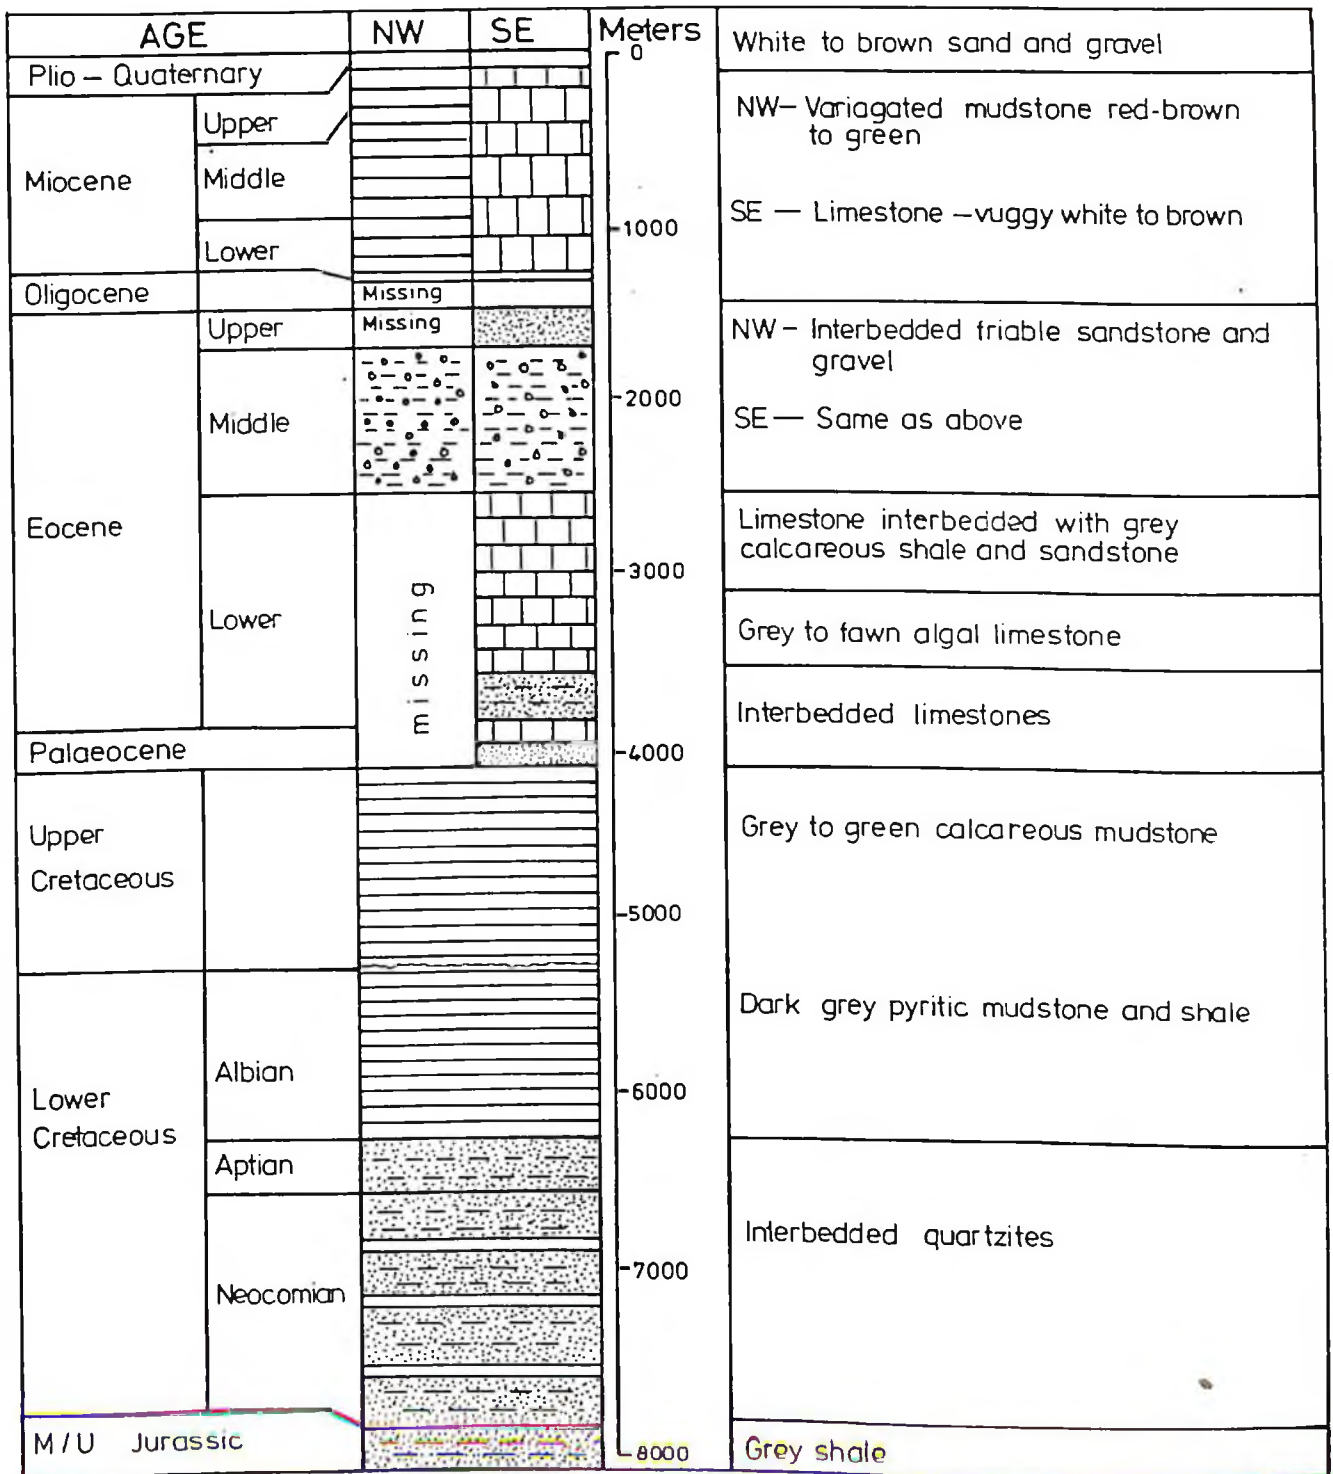 AGE NW SE Meters
White to brown sand and gravel
0
Plio – Quaternary
Miocene
Upper
Middle
Lower
NW– Variagated mudstone red-brown
to green
SE — Limestone –vuggy white to brown
1000
Oligocene
Missing
Eocene
Upper
Missing
Middle
NW – Interbedded friable sandstone and
gravel
2000
SE — Same as above
Lower
missing
Limestone interbedded with grey
calcareous shale and sandstone
3000
Grey to fawn algal limestone
Interbedded limestones
Palaeocene
4000
Upper
Cretaceous
Grey to green calcareous mudstone
5000
Dark grey pyritic mudstone and shale
Lower
Cretaceous
Albian
6000
Aptian
Neocomian
Interbedded quartzites
7000
M/U Jurassic
8000
Grey shale